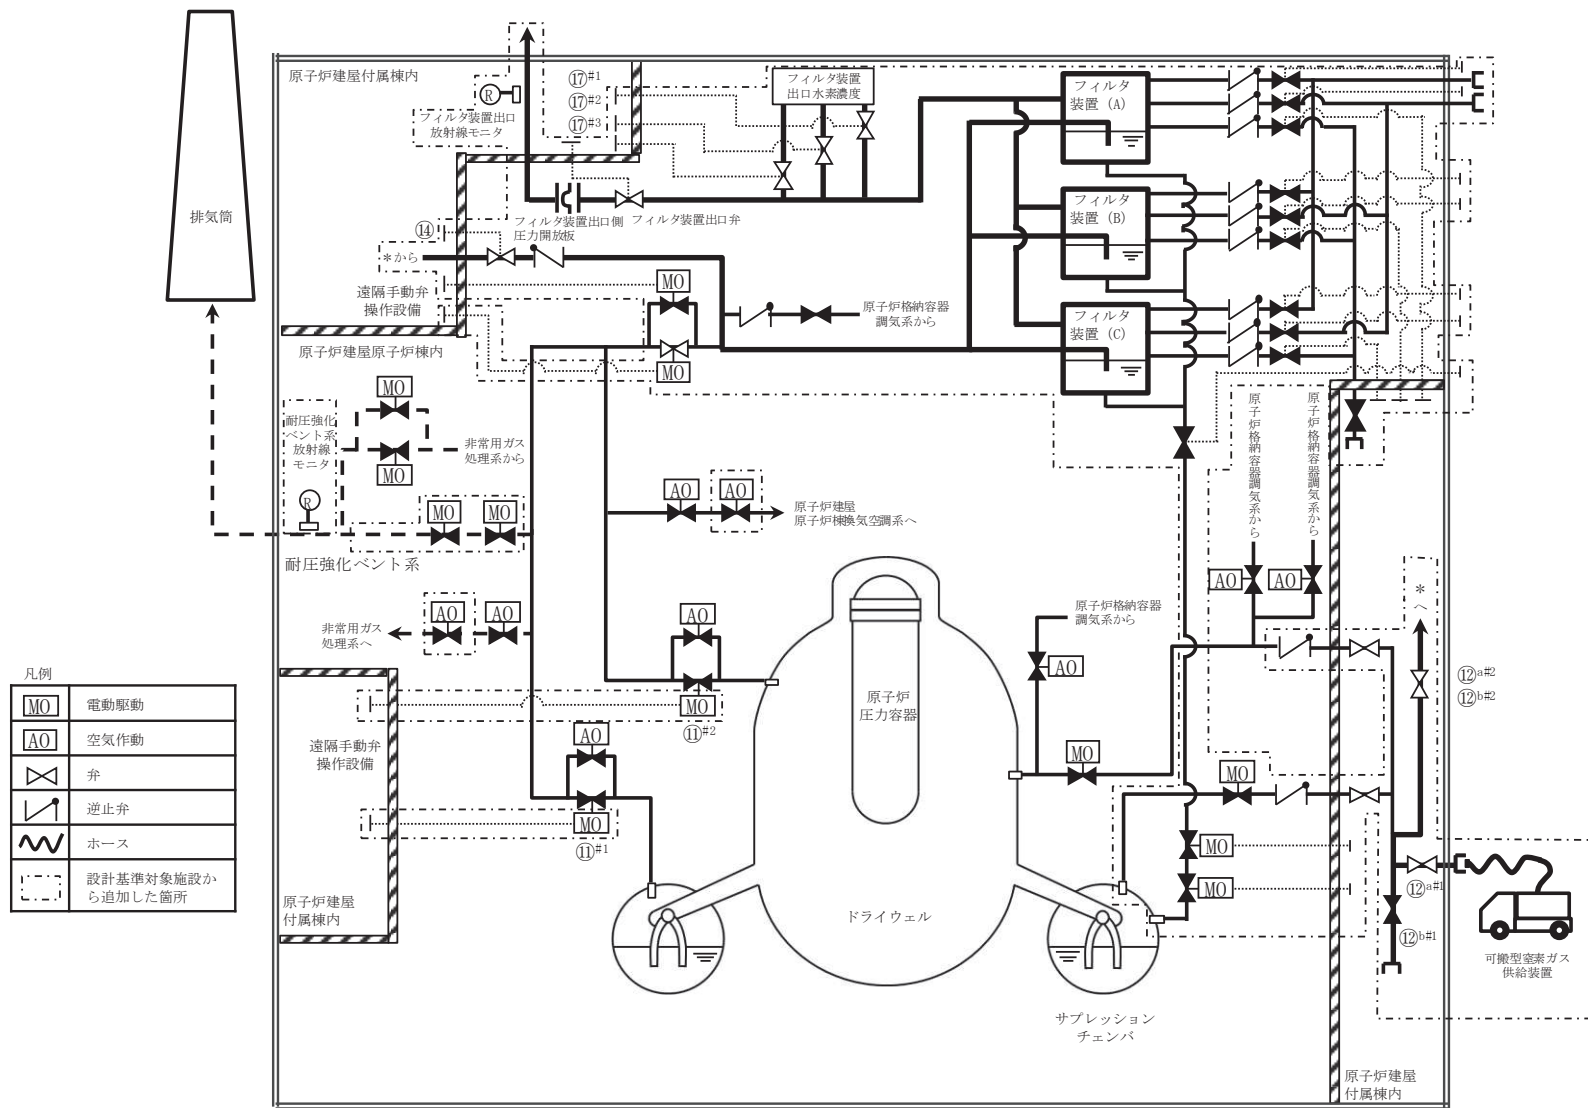 原子炉建屋付属棟内
排気筒
R
フィルタ装置出口
放射線モニタ
⑰#1
⑰#2
⑰#3
フィルタ装置
出口水素濃度
フィルタ
装置（A）
フィルタ
装置（B）
フィルタ
装置（C）
フィルタ装置出口側
圧力開放板
フィルタ装置出口弁
⑭
＊から
遠隔手動弁
操作設備
MO
MO
原子炉格納容器
調気系から
原子炉建屋原子炉棟内
耐圧強化
ベント系
放射線
モニタ
R
MO
MO
非常用ガス
処理系から
MO
MO
耐圧強化ベント系
AO
AO
原子炉建屋
原子炉棟換気空調系へ
原子炉格納容器調気系から
原子炉格納容器調気系から
AO
AO
AO
AO
非常用ガス
処理系へ
AO
MO
⑪#2
原子炉
圧力容器
原子炉格納容器
調気系から
AO
MO
MO
＊へ
⑫a#2
⑫b#2
凡例
MO
電動駆動
AO
空気作動
弁
逆止弁
ホース
設計基準対象施設か
ら追加した箇所
遠隔手動弁
操作設備
AO
MO
⑪#1
MO
MO
⑫a#1
⑫b#1
可搬型窒素ガス
供給装置
原子炉建屋
付属棟内
ドライウェル
サプレッション
チェンバ
原子炉建屋
付属棟内